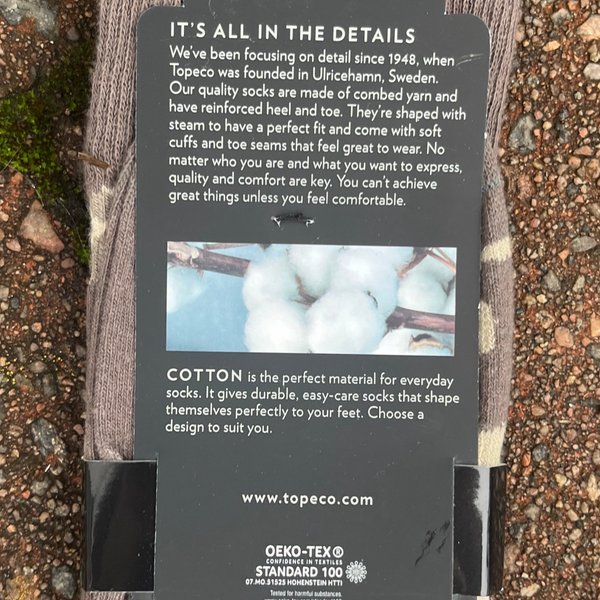 IT'S ALL IN THE DETAILS
We've been focusing on detail since 1948, when
Topeco was founded in Ulricehamn, Sweden.
Our quality socks are made of combed yarn and
have reinforced heel and toe. They're shaped with
steam to have a perfect fit and come with soft
cuffs and toe seams that feel great to wear. No
matter who you are and what you want to express,
quality and comfort are key. You can't achieve
great things unless you feel comfortable.
COTTON is the perfect material for everyday
socks. It gives durable, easy-care socks that shape
themselves perfectly to your feet. Choose a
design to suit you.
www.topeco.com
OEKO-TEX®
CONFIDENCE IN TEXTILES
STANDARD 100
07.MO.51525 HOHENSTEIN HTTI
Tested for harmful substances.